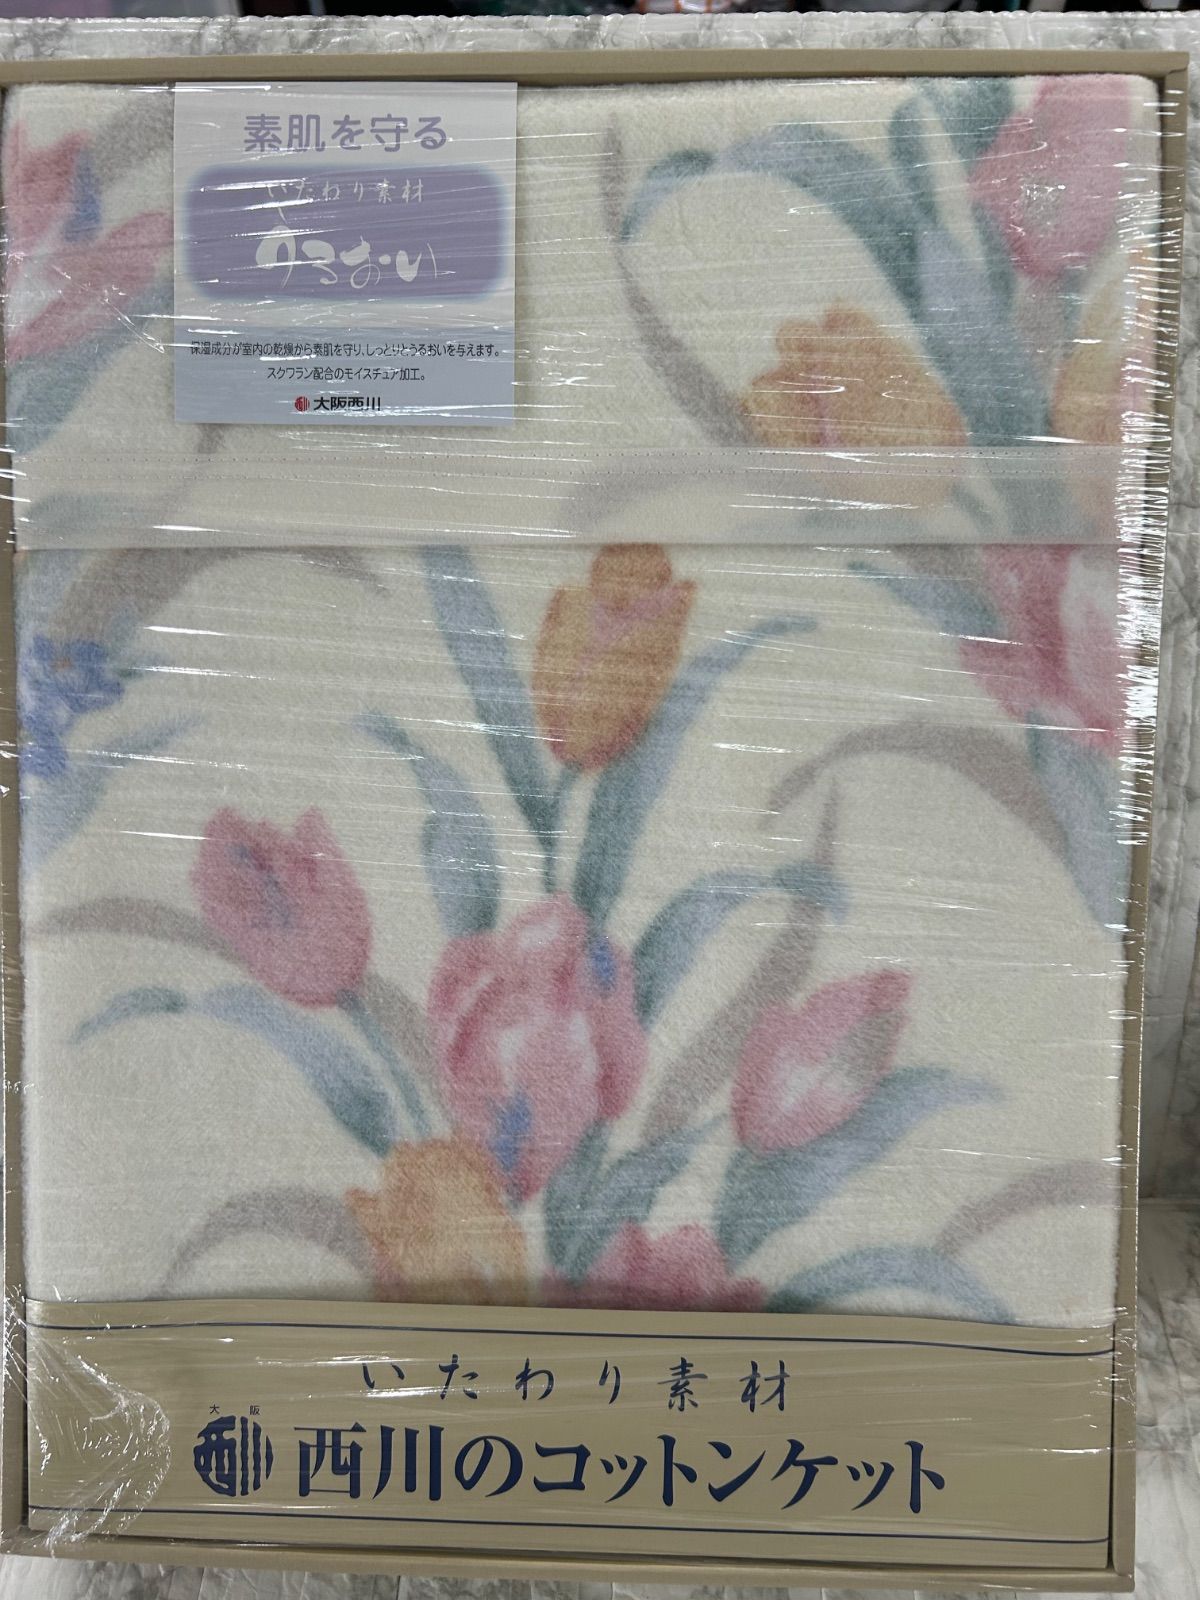 素肌を守る
いたわり素材
うるおい
保湿成分が室内の乾燥から素肌を守り、しっとりとうるおいを与えます。
スクワラン配合のモイスチュア加工。
大阪西川
いたわり素材
大阪
西川 西川のコットンケット